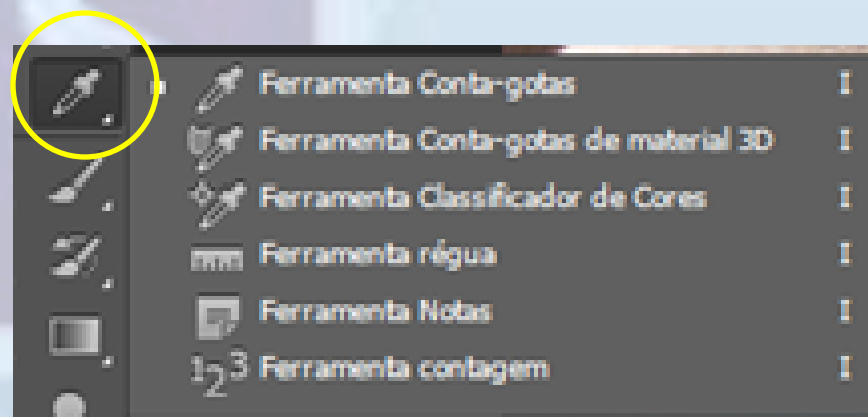 Ferramenta Conta-gotas I
Ferramenta Conta-gotas de material 3D I
Ferramenta Classificador de Cores I
Ferramenta régua I
Ferramenta Notas I
123 Ferramenta contagem I